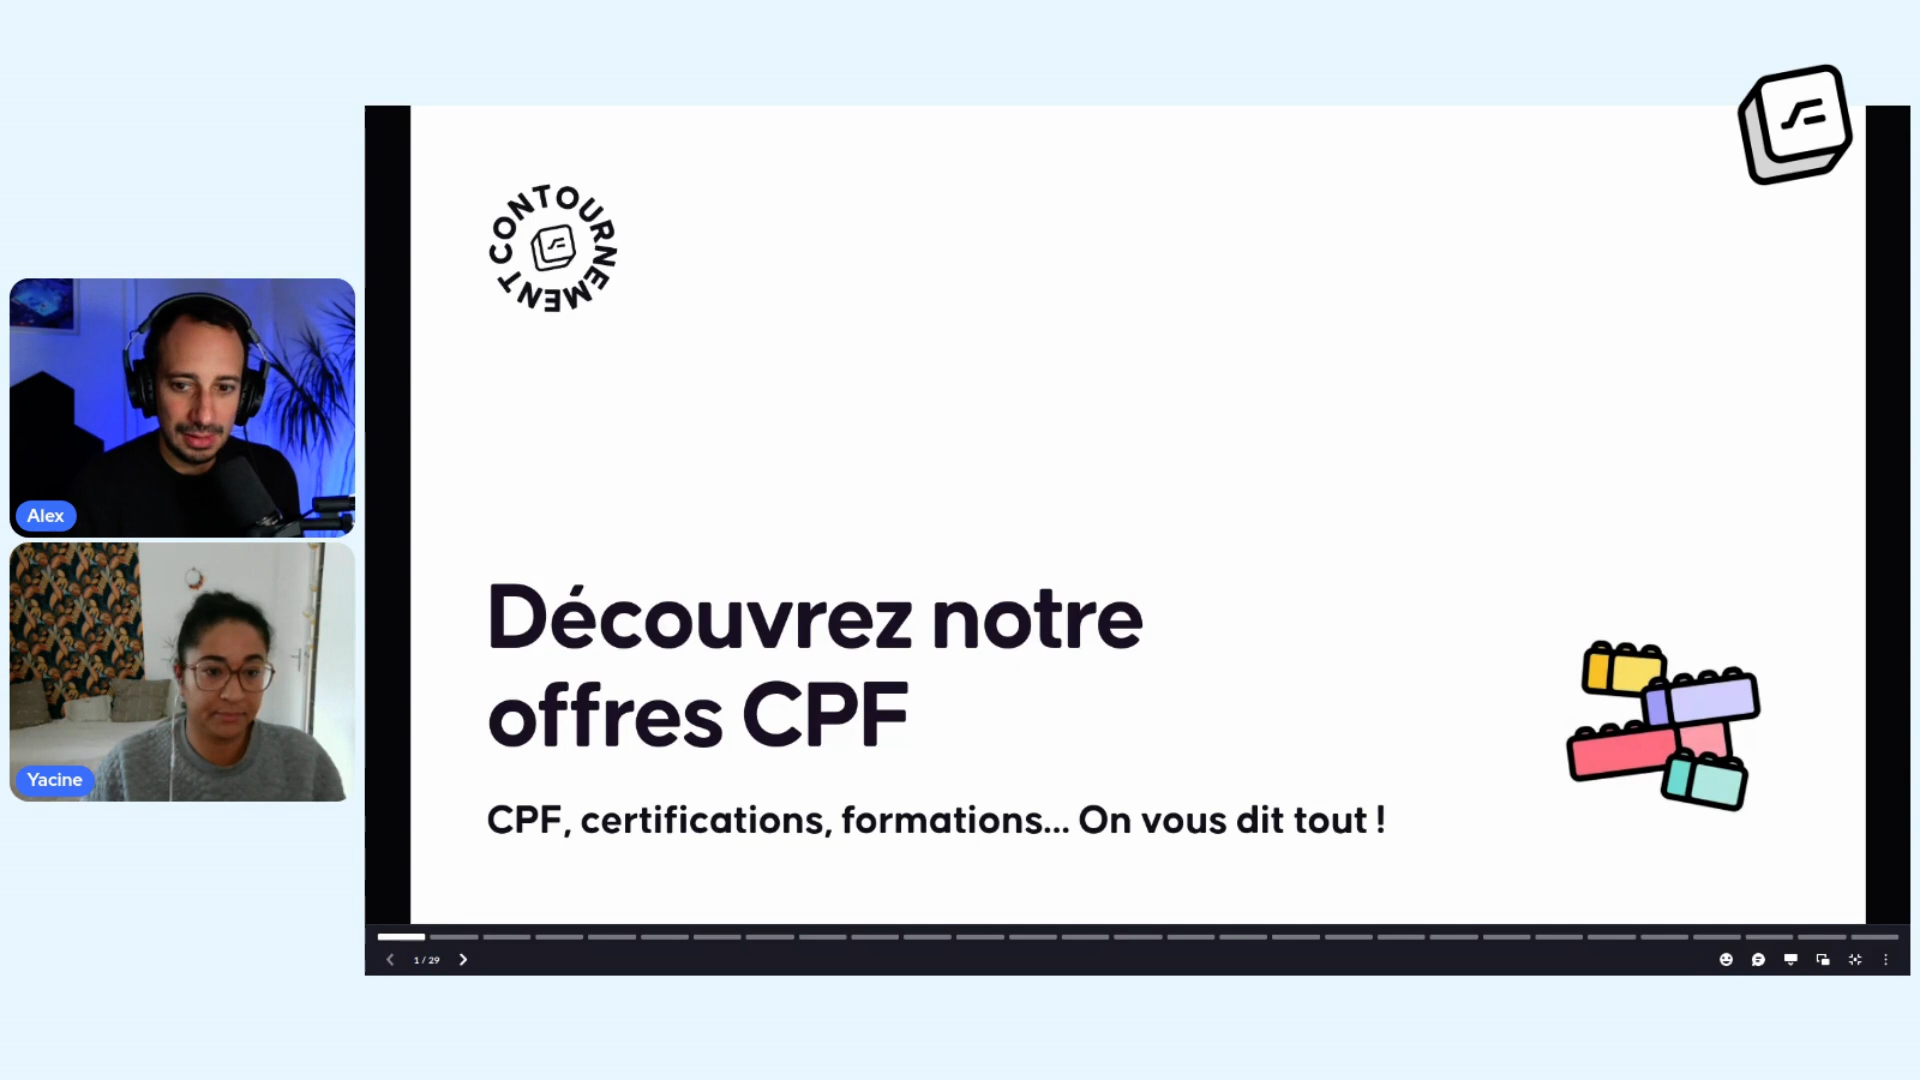 CONTOURNEMENT
Alex
Yacine
Découvrez notre
offres CPF
CPF, certifications, formations... On vous dit tout !
1 / 29